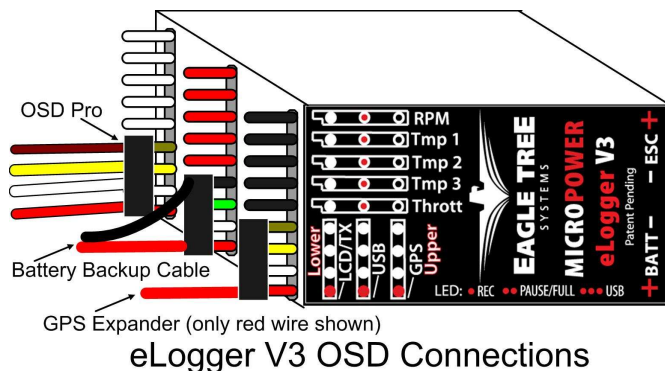 OSD Pro
Battery Backup Cable
GPS Expander (only red wire shown)
RPM
Tmp 1
Tmp 2
Tmp 3
Thrott
Lower
LCD/TX
USB
GPS
Upper
EAGLE TREE
SYSTEMS
MICROPOWER
eLogger V3
Patent Pending
+BATT– –ESC+
LED: • REC •• PAUSE/FULL ••• USB
eLogger V3 OSD Connections